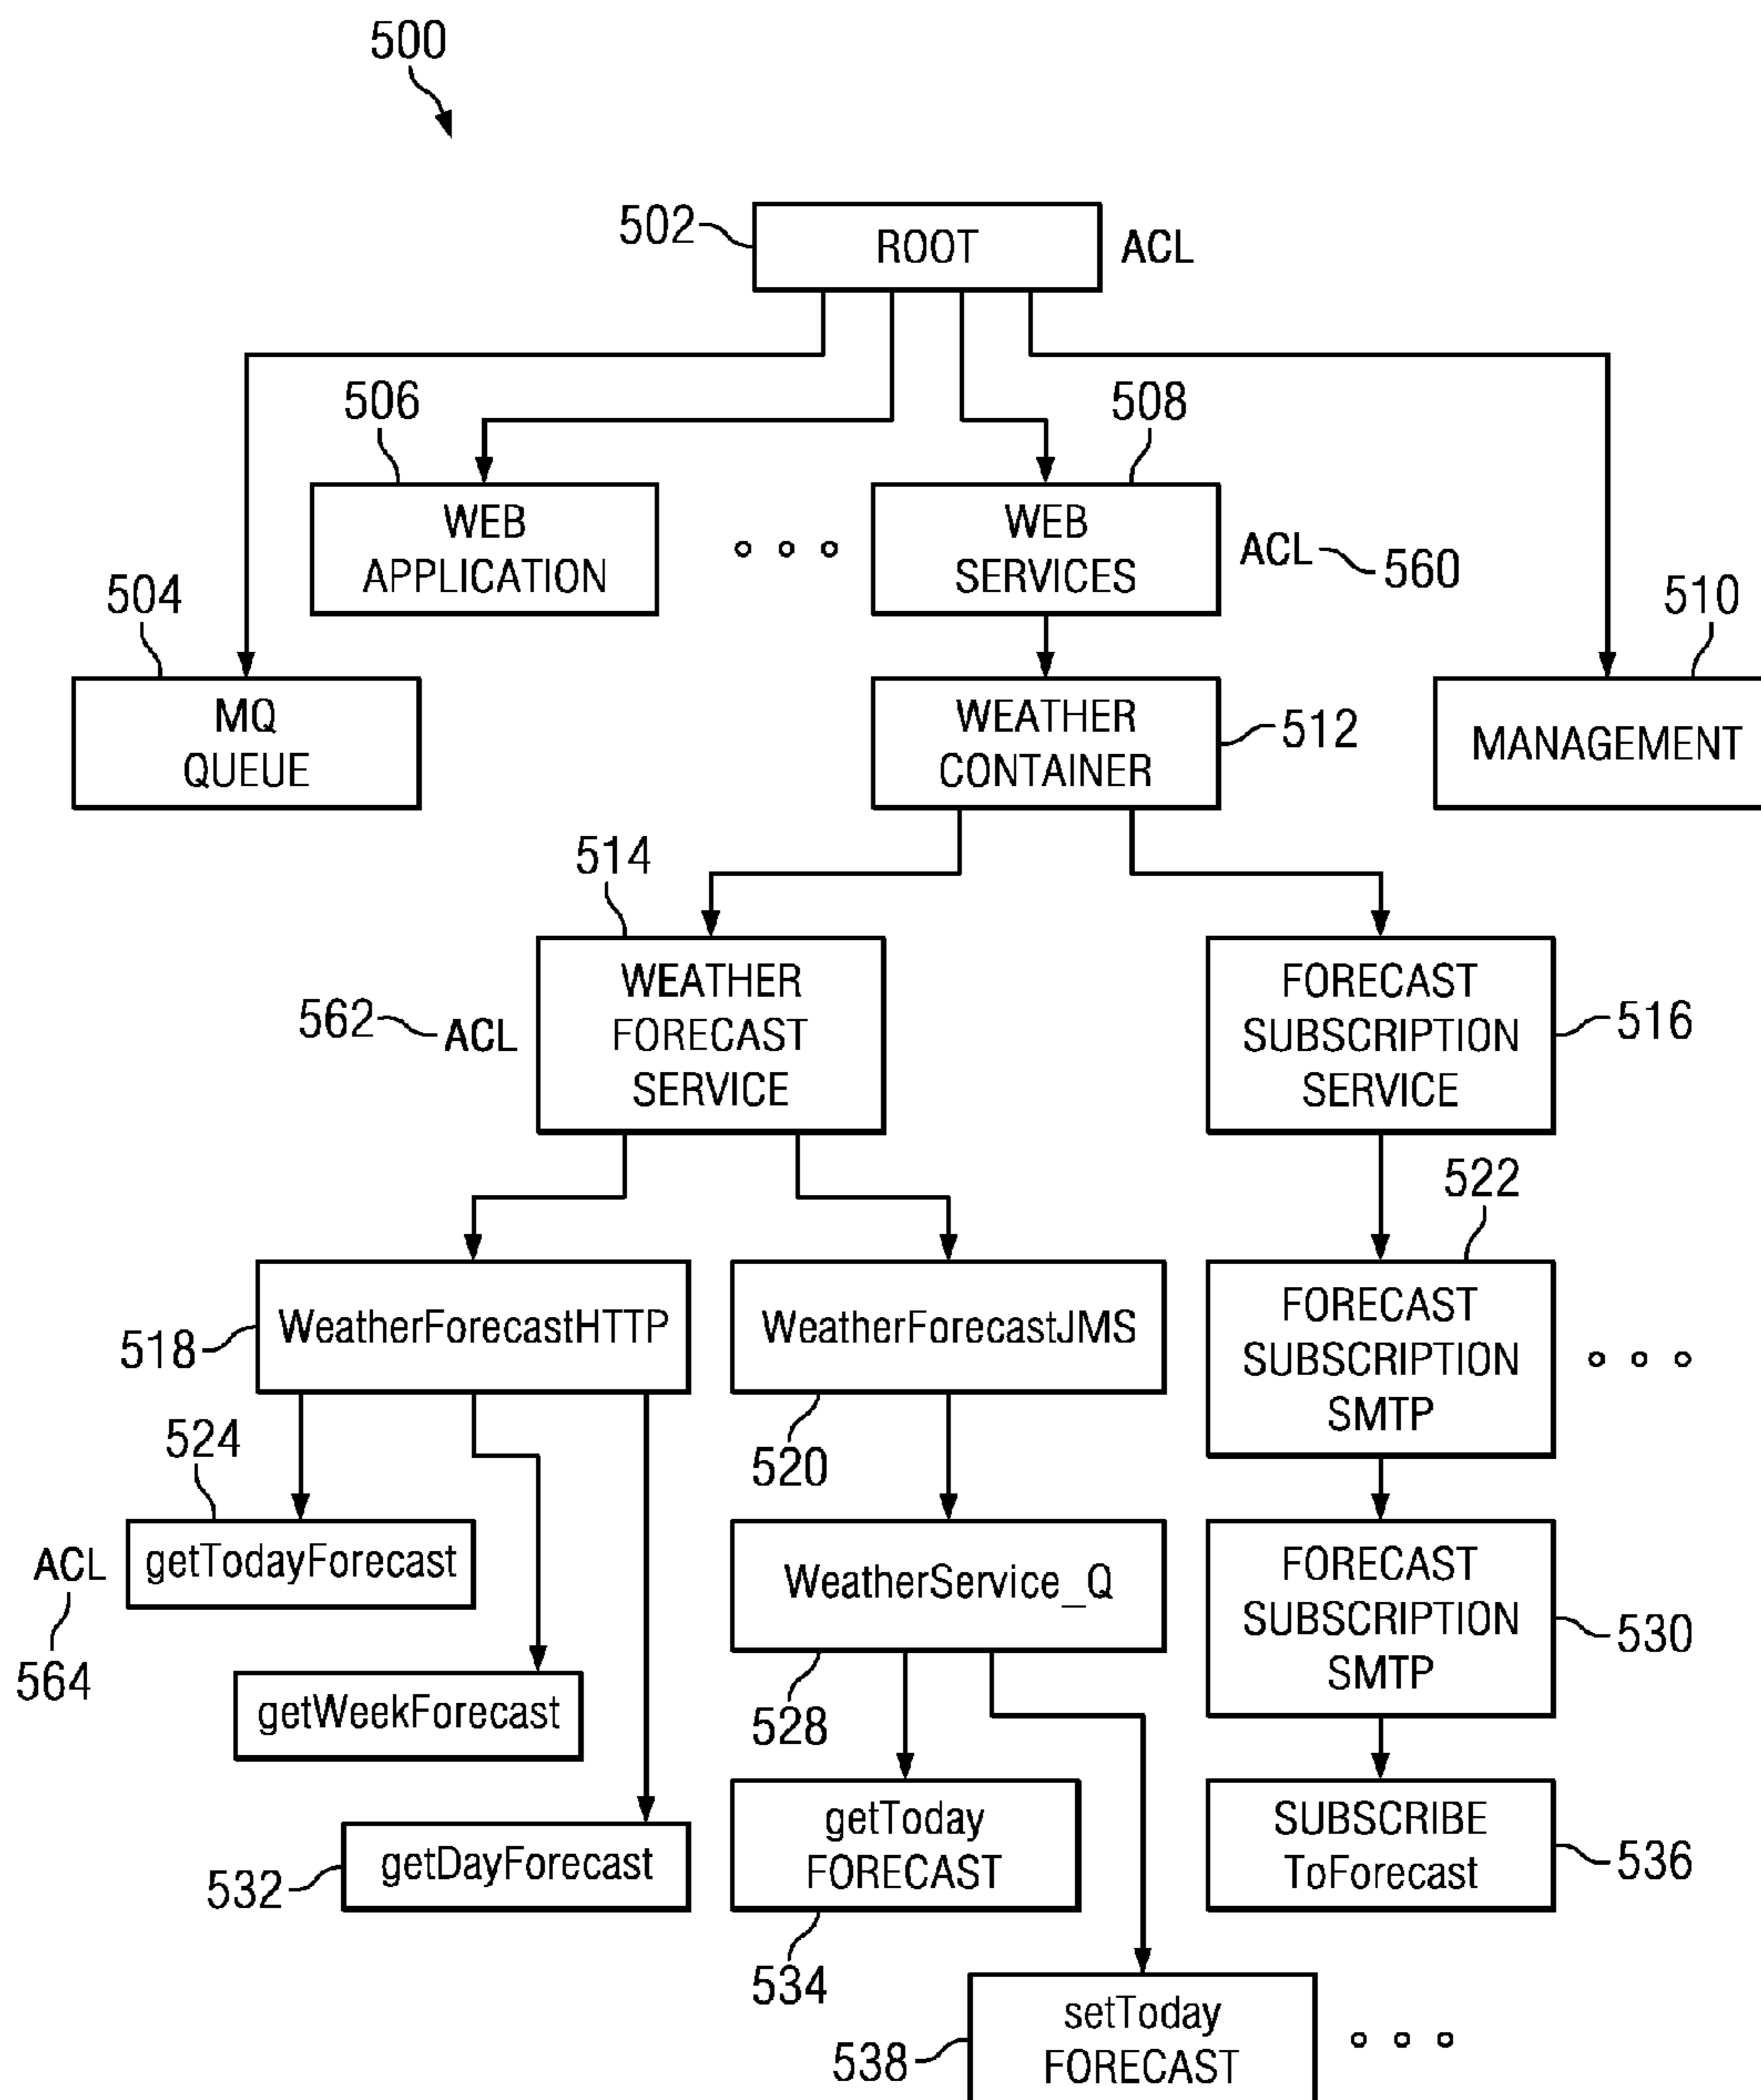 500
502
ROOT
ACL
506
508
WEB
APPLICATION
WEB
SERVICES
ACL
560
504
510
MQ
QUEUE
WEATHER
CONTAINER
512
MANAGEMENT
514
562
ACL
WEATHER
FORECAST
SERVICE
FORECAST
SUBSCRIPTION
SERVICE
516
522
518
WeatherForecastHTTP
WeatherForecastJMS
FORECAST
SUBSCRIPTION
SMTP
524
520
ACL
564
getTodayForecast
WeatherService_Q
FORECAST
SUBSCRIPTION
SMTP
530
getWeekForecast
528
532
getDayForecast
getToday
FORECAST
SUBSCRIBE
ToForecast
536
534
538
setToday
FORECAST